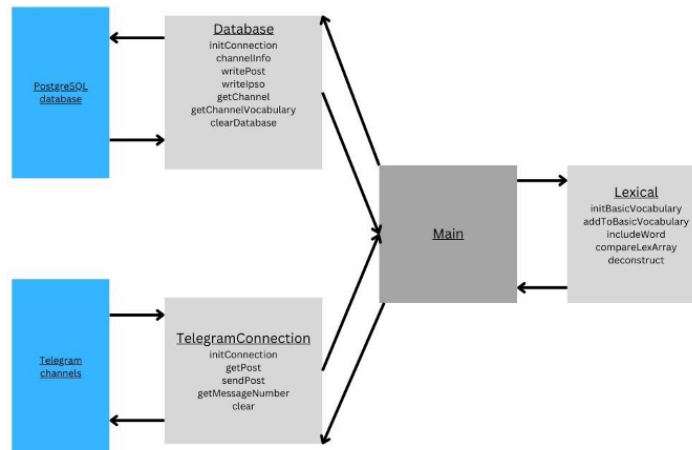 PostgreSQL
database
Database
initConnection
channelInfo
writePost
writeIpso
getChannel
getChannelVocabulary
clearDatabase
Main
Lexical
initBasicVocabulary
addToBasicVocabulary
includeWord
compareLexArray
deconstruct
Telegram
channels
TelegramConnection
initConnection
getPost
sendPost
getMessageNumber
clear